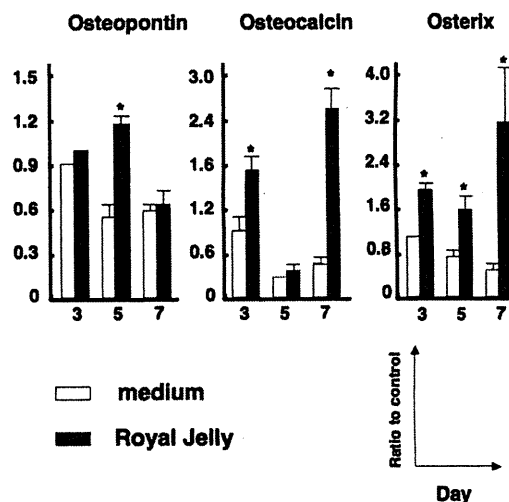 Osteopontin Osteocalcin Osterix
1.5 3.0 4.0
1.2 2.4 2.4
0.9 1.6 2.4
0.6 1.2 1.6
0.3 0.6 0.8
0 0 0
* * * * * *
3 5 7 3 5 7 3 5 7
medium
Royal Jelly
Ratio to control
Day